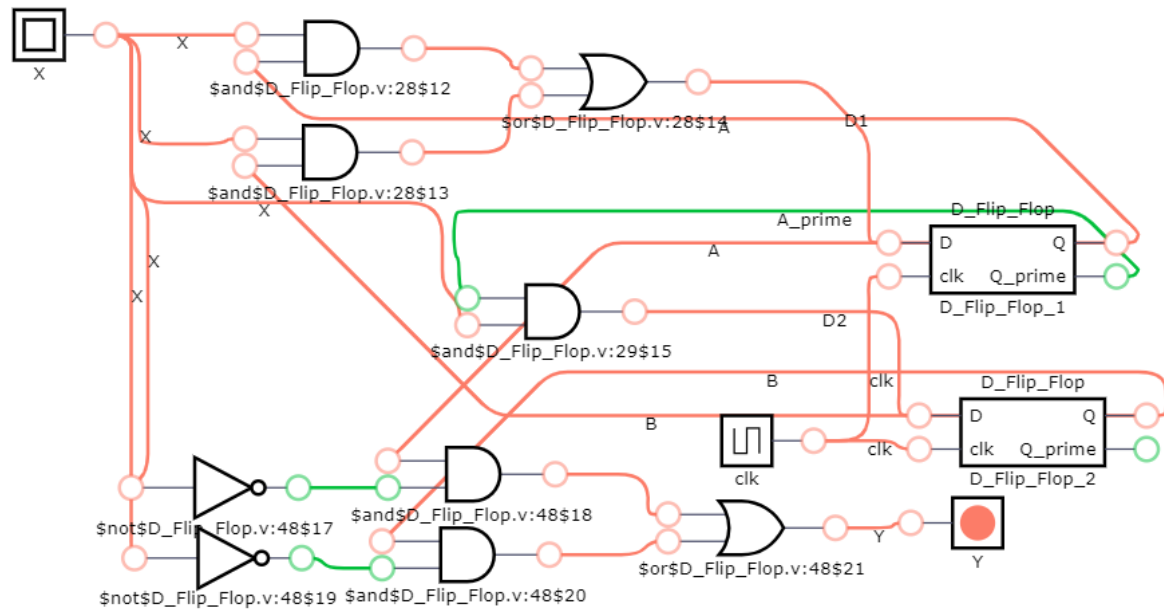 X
X
$and$D_Flip_Flop.v:28$12
$or$D_Flip_Flop.v:28$14
A
D1
X
$and$D_Flip_Flop.v:28$13
X
A_prime
D_Flip_Flop
A
D
Q
clk
Q_prime
D_Flip_Flop_1
X
X
D2
$and$D_Flip_Flop.v:29$15
B
clk
D_Flip_Flop
B
D
Q
clk
clk
Q_prime
clk
D_Flip_Flop_2
$not$D_Flip_Flop.v:48$17
$and$D_Flip_Flop.v:48$18
Y
$or$D_Flip_Flop.v:48$21
Y
$not$D_Flip_Flop.v:48$19
$and$D_Flip_Flop.v:48$20